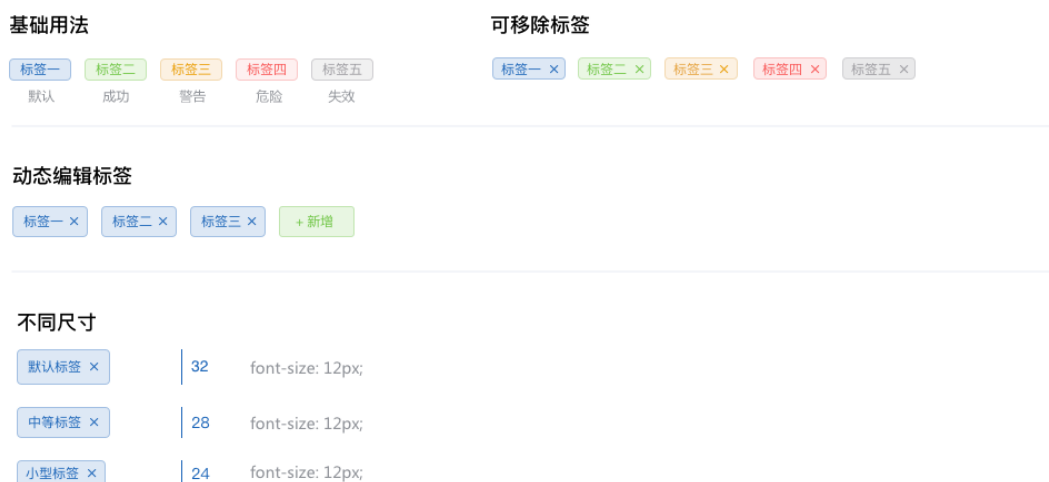 基础用法
标签一 标签二 标签三 标签四 标签五
默认 成功 警告 危险 失效
可移除标签
标签一 × 标签二 × 标签三 × 标签四 × 标签五 ×
动态编辑标签
标签一 × 标签二 × 标签三 × + 新增
不同尺寸
默认标签 × 32 font-size: 12px;
中等标签 × 28 font-size: 12px;
小型标签 × 24 font-size: 12px;